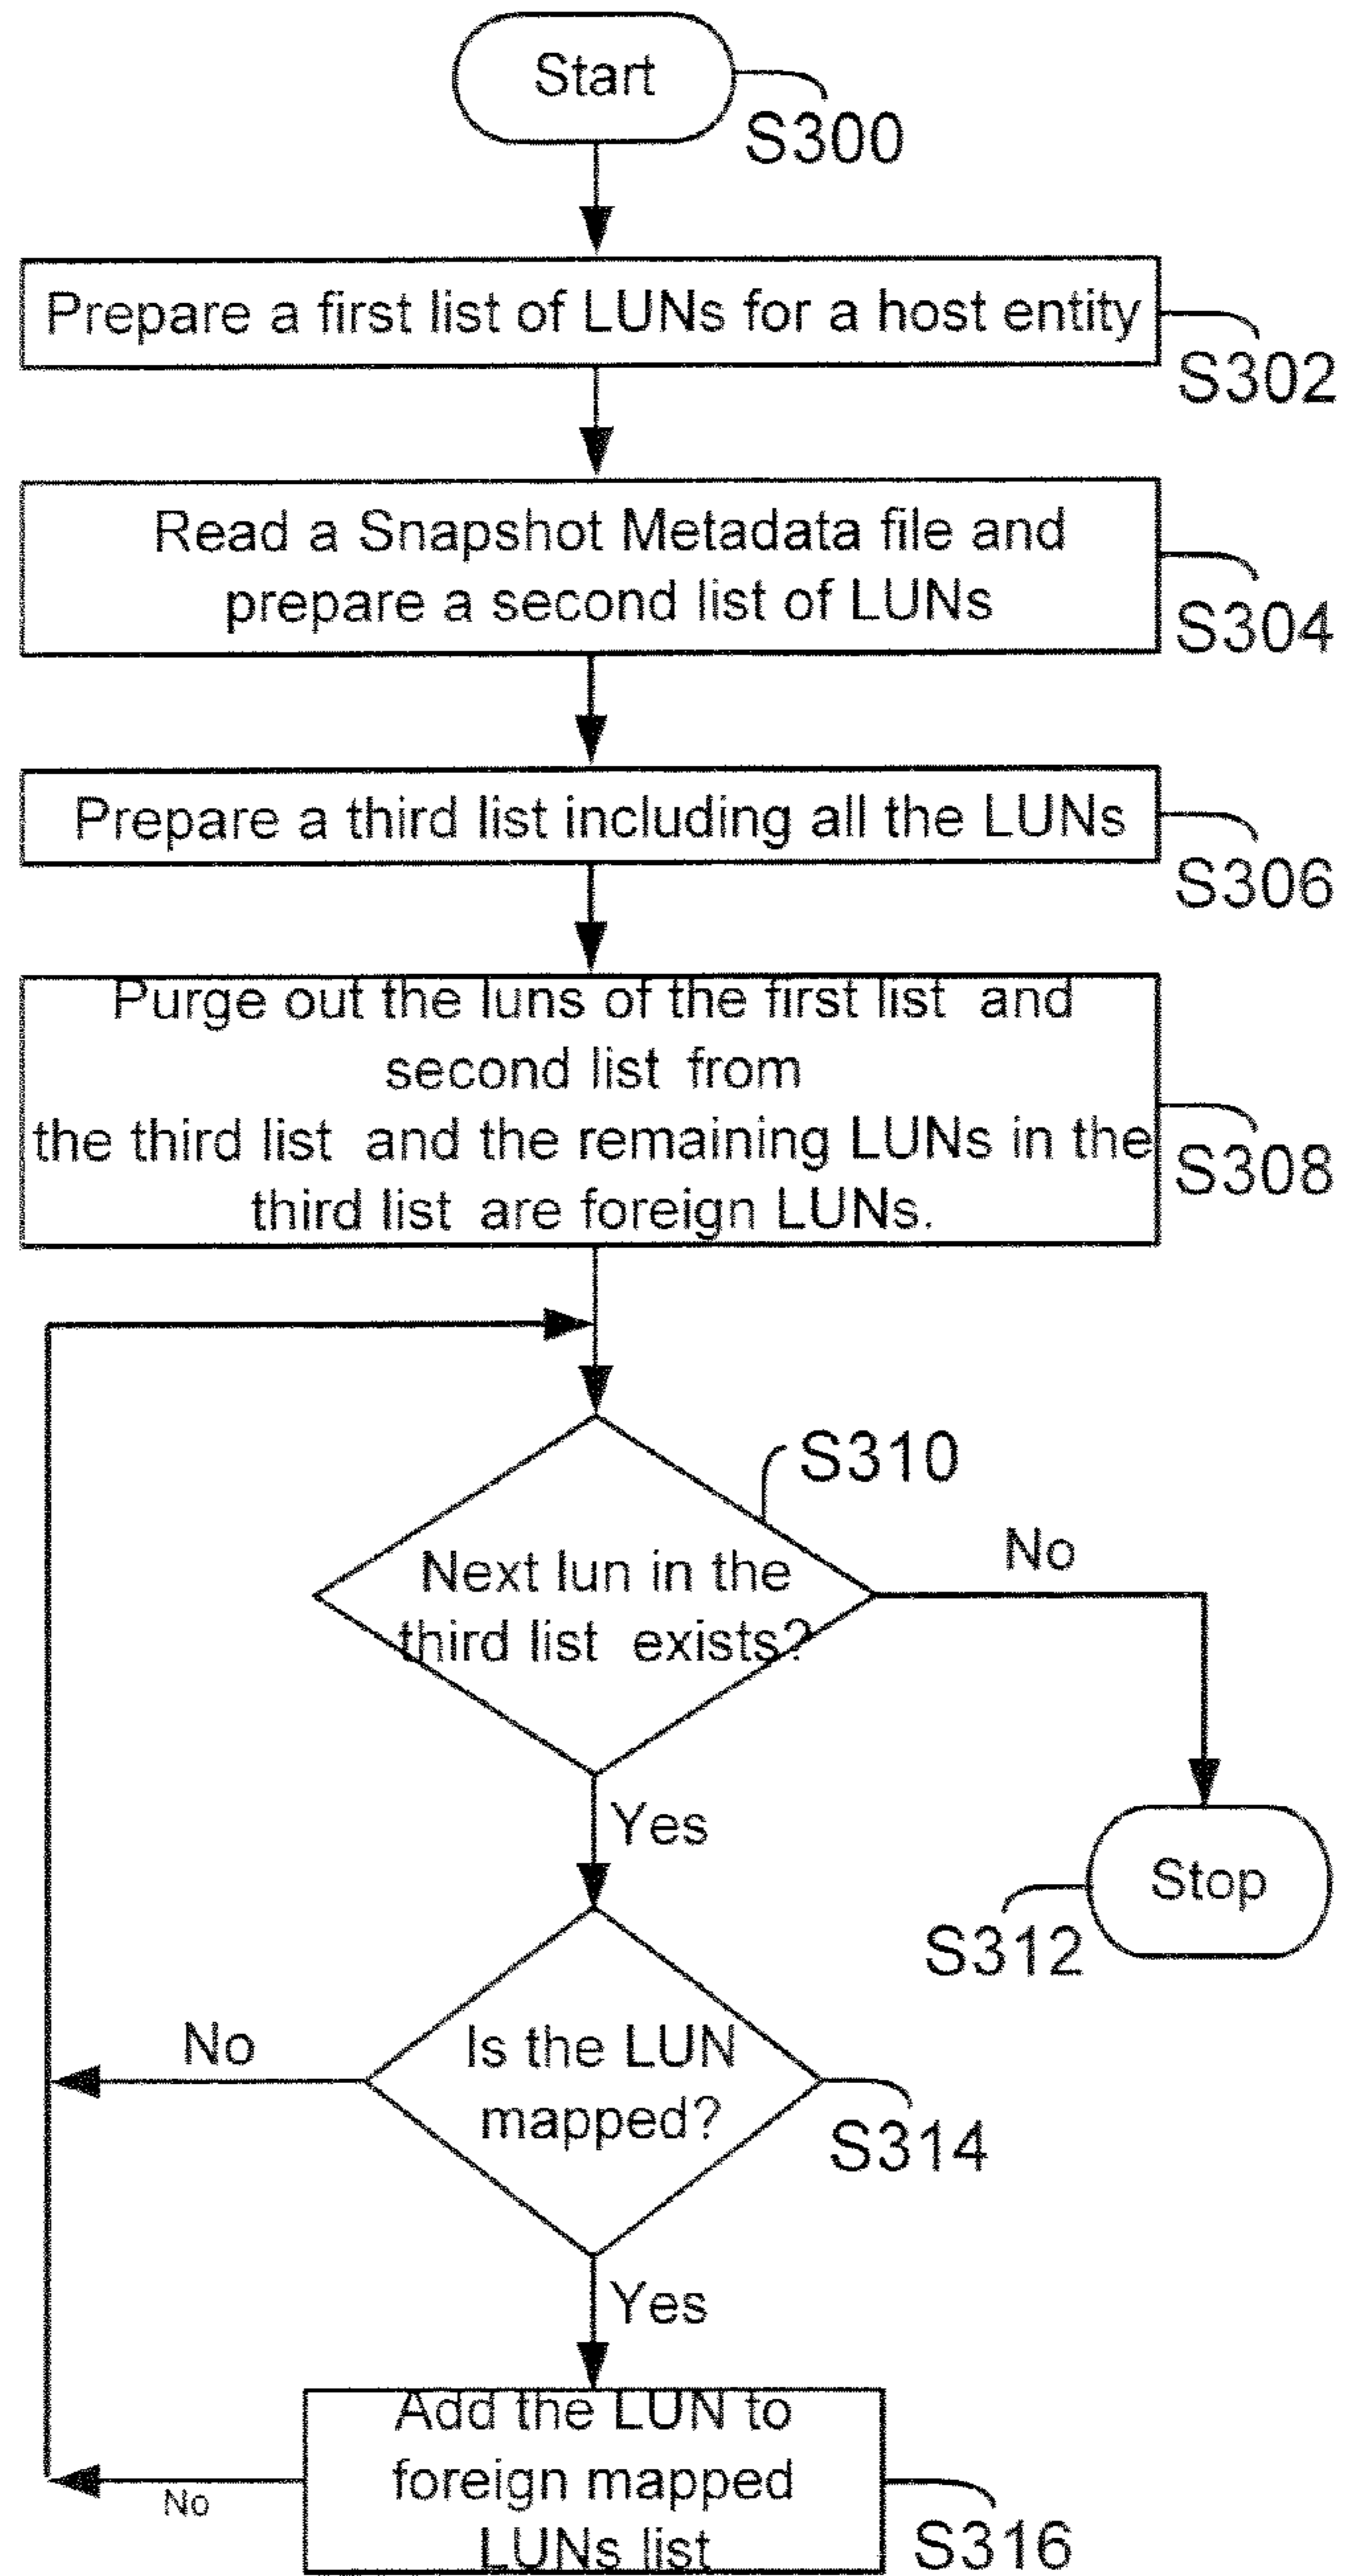 Start
S300
Prepare a first list of LUNs for a host entity
S302
Read a Snapshot Metadata file and
prepare a second list of LUNs
S304
Prepare a third list including all the LUNs
S306
Purge out the luns of the first list and
second list from
the third list and the remaining LUNs in the
third list are foreign LUNs.
S308
S310
Next lun in the
third list exists?
No
Yes
Stop
S312
Is the LUN
mapped?
No
S314
Yes
Add the LUN to
foreign mapped
LUNs list
No
S316